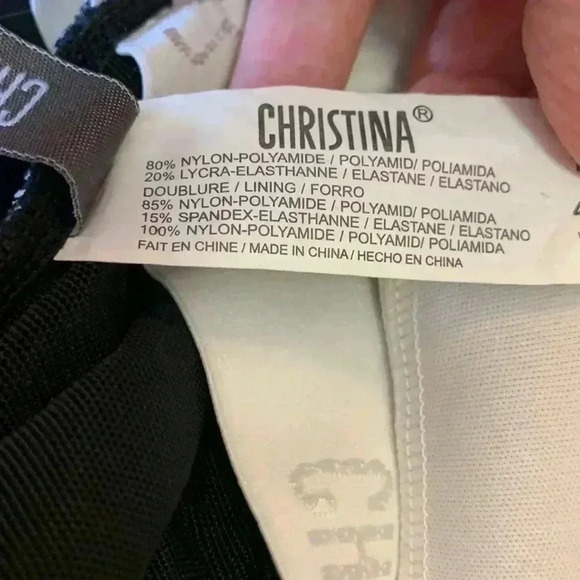 CHRISTINA®
80% NYLON-POLYAMIDE / POLYAMID/ POLIAMIDA
20% LYCRA-ELASTHANNE / ELASTANE / ELASTANO
DOUBLURE / LINING / FORRO
85% NYLON-POLYAMIDE / POLYAMID/ POLIAMIDA
15% SPANDEX-ELASTHANNE / ELASTANE / ELASTANO
100% NYLON-POLYAMIDE / POLYAMID/ POLIAMIDA
FAIT EN CHINE / MADE IN CHINA / HECHO EN CHINA
CH
CH